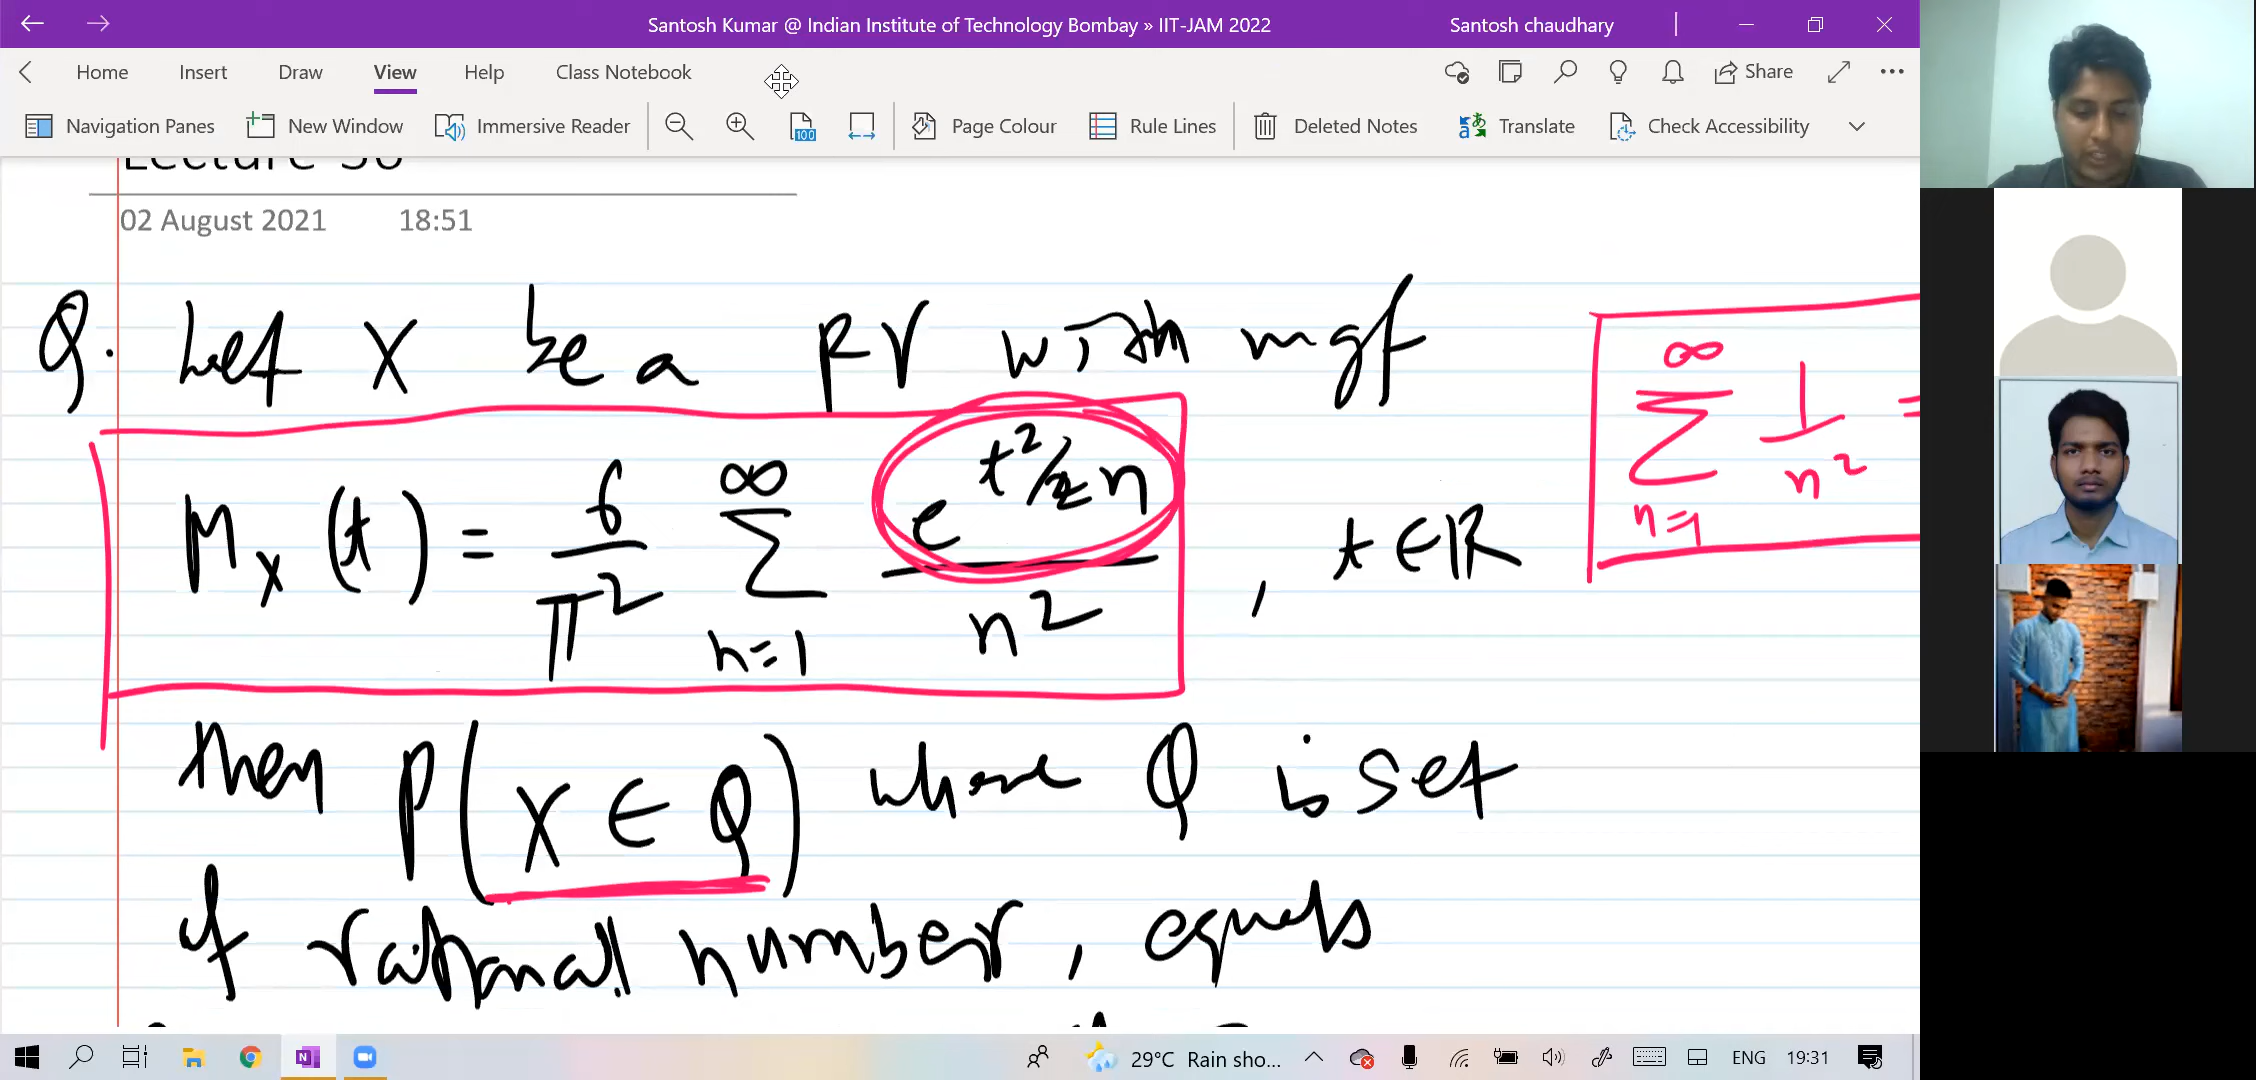 Santosh Kumar @ Indian Institute of Technology Bombay » IIT-JAM 2022
Santosh chaudhary
Home Insert Draw View Help Class Notebook
Share
Navigation Panes New Window Immersive Reader 100 Page Colour Rule Lines Deleted Notes Translate Check Accessibility
Lecture
02 August 2021 18:51
Q. Let X be a RV with mgf
M_X (t) = 6/π² ∑_{n=1}^{∞} e^{t²/2n} / n² , t ∈ ℝ
∑_{n=1}^{∞} 1/n² =
then P(X ∈ Q) where Q is set
of rational number, equals
29°C Rain sho...
ENG 19:31